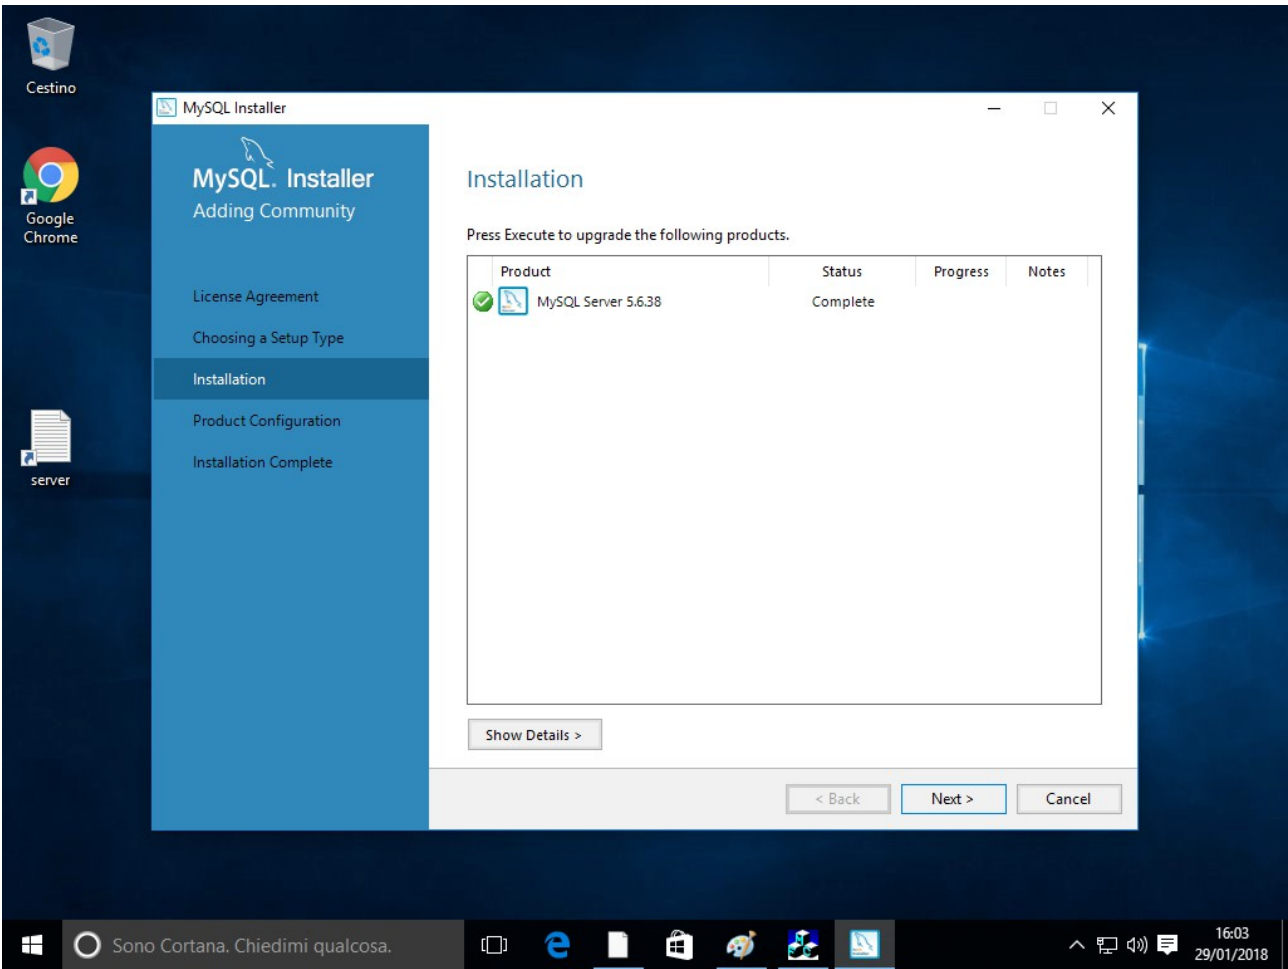 Cestino
Google
Chrome
server
MySQL Installer
MySQL. Installer
Adding Community
License Agreement
Choosing a Setup Type
Installation
Product Configuration
Installation Complete
Installation
Press Execute to upgrade the following products.
Product Status Progress Notes
MySQL Server 5.6.38 Complete
Show Details >
< Back Next > Cancel
Sono Cortana. Chiedimi qualcosa.
16:03
29/01/2018